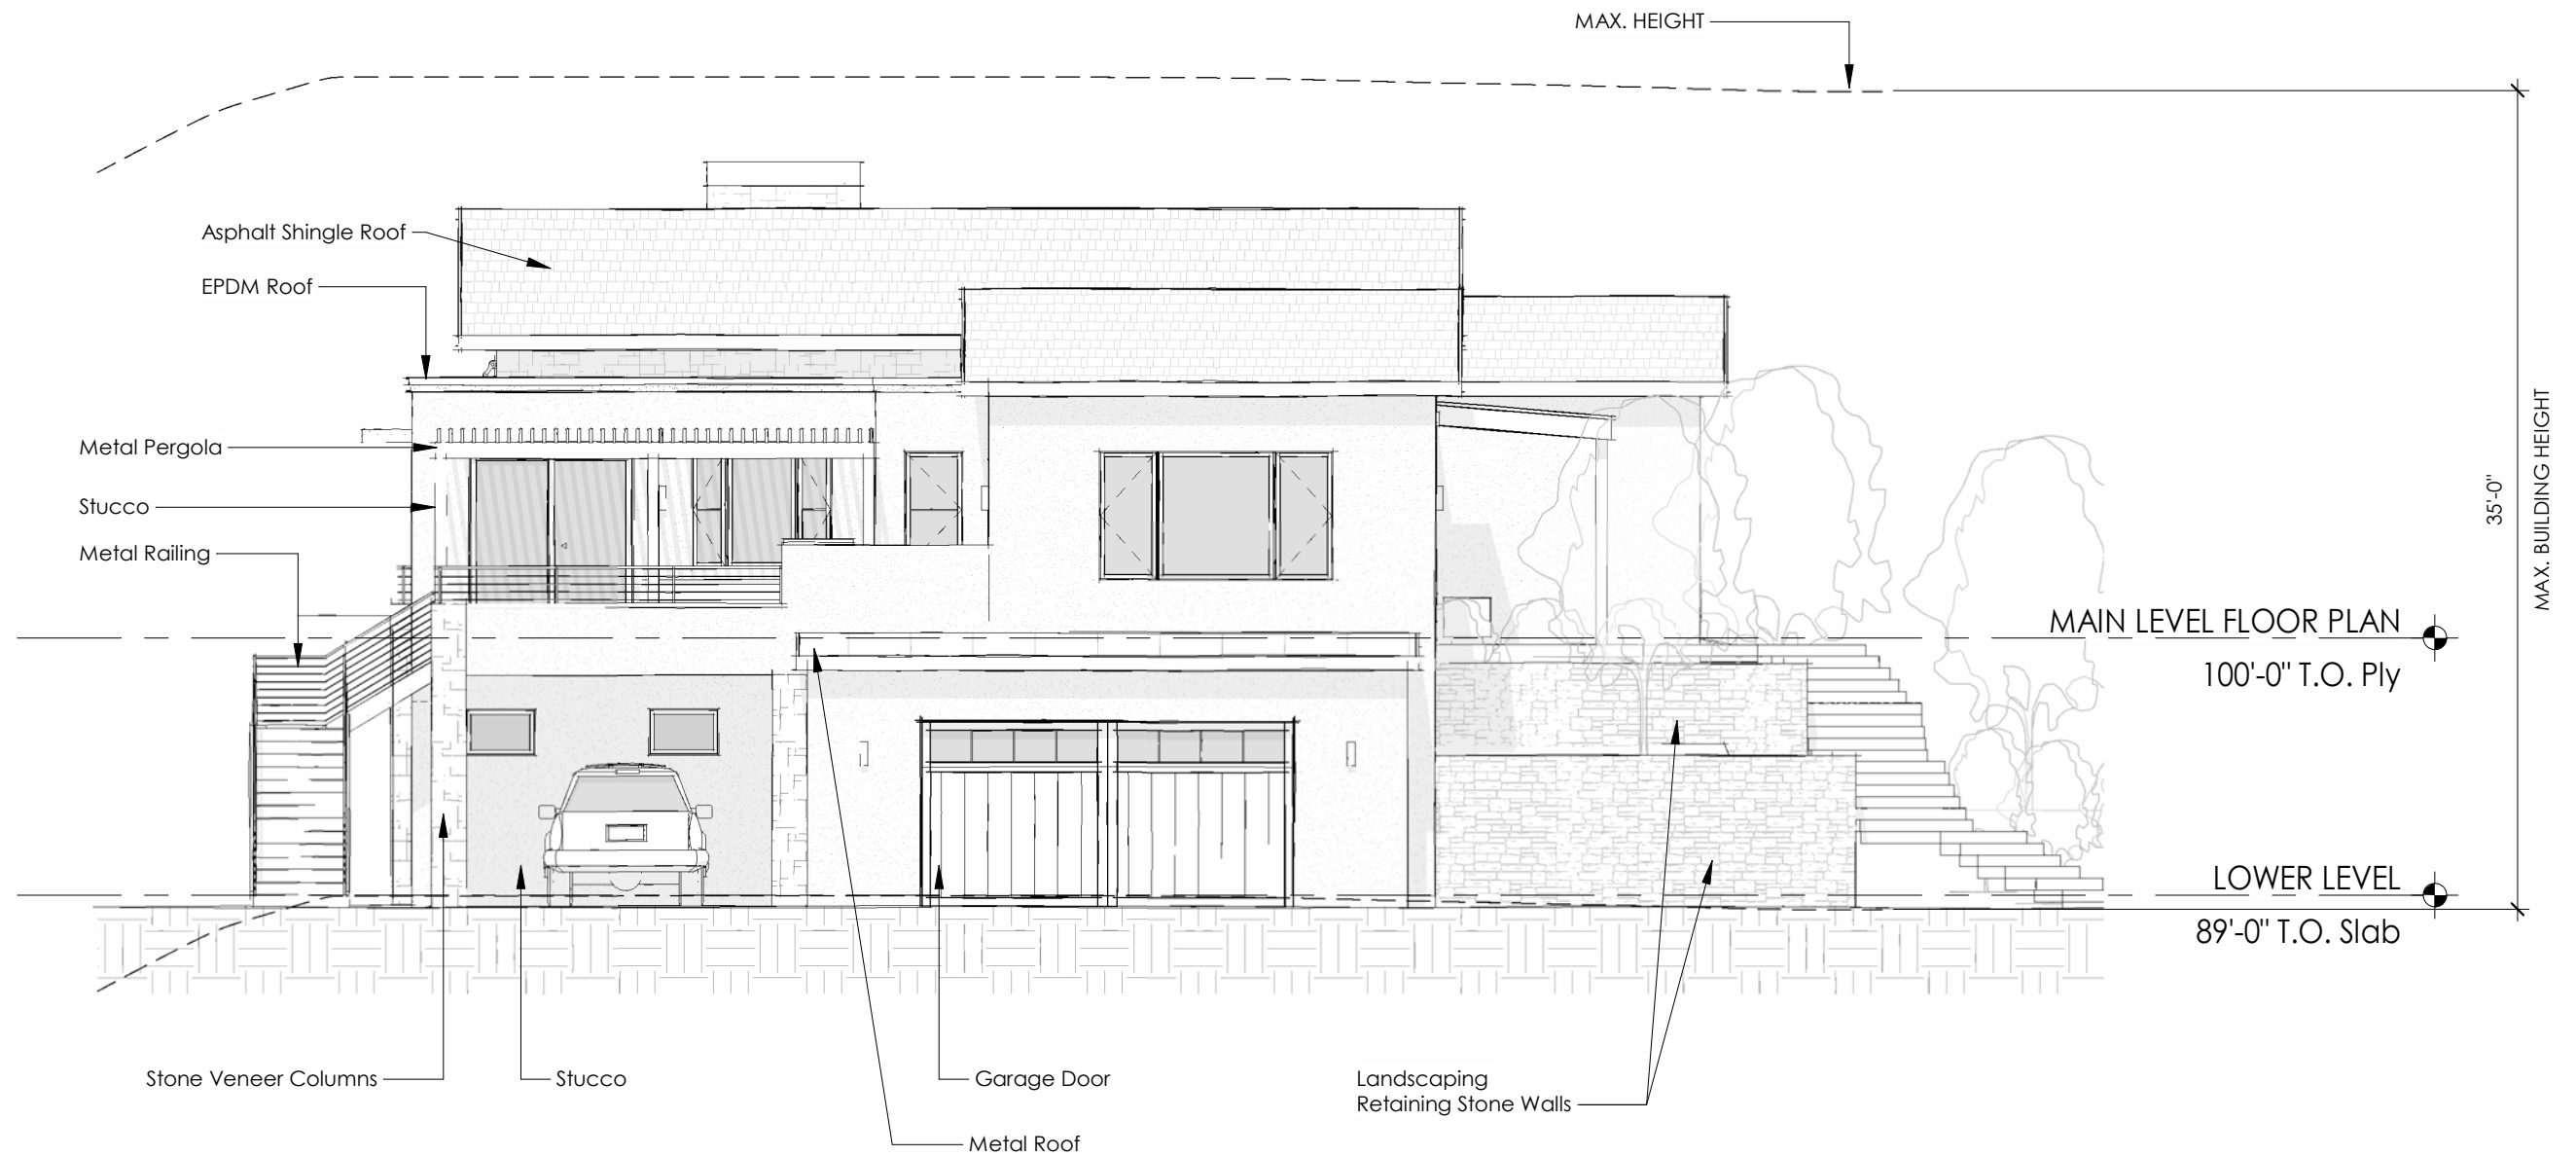 MAX. HEIGHT
Asphalt Shingle Roof
EPDM Roof
Metal Pergola
Stucco
Metal Railing
35'-0"
MAX. BUILDING HEIGHT
MAIN LEVEL FLOOR PLAN
100'-0" T.O. Ply
LOWER LEVEL
89'-0" T.O. Slab
Stone Veneer Columns
Stucco
Garage Door
Landscaping
Retaining Stone Walls
Metal Roof